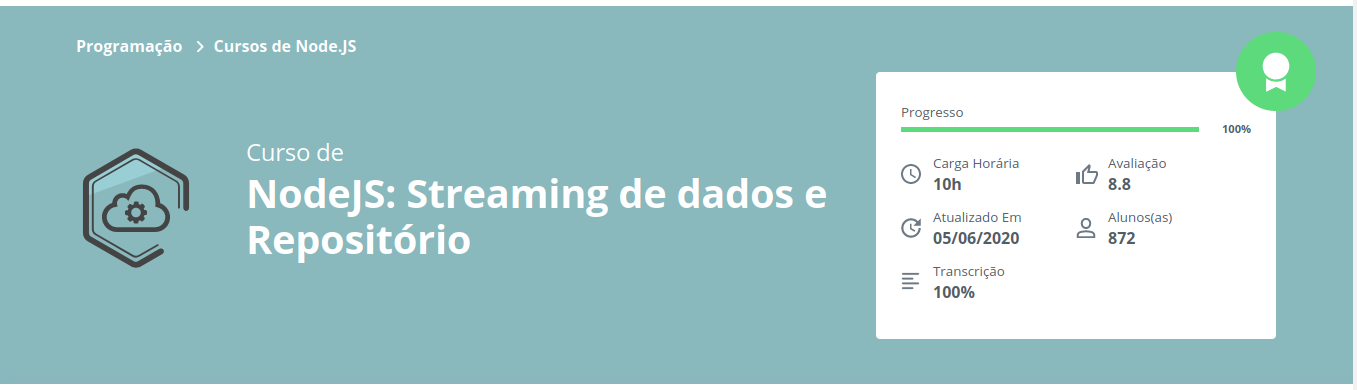 Programação > Cursos de Node.JS
Curso de
NodeJS: Streaming de dados e
Repositório
Progresso
100%
Carga Horária
10h
Avaliação
8.8
Atualizado Em
05/06/2020
Alunos(as)
872
Transcrição
100%